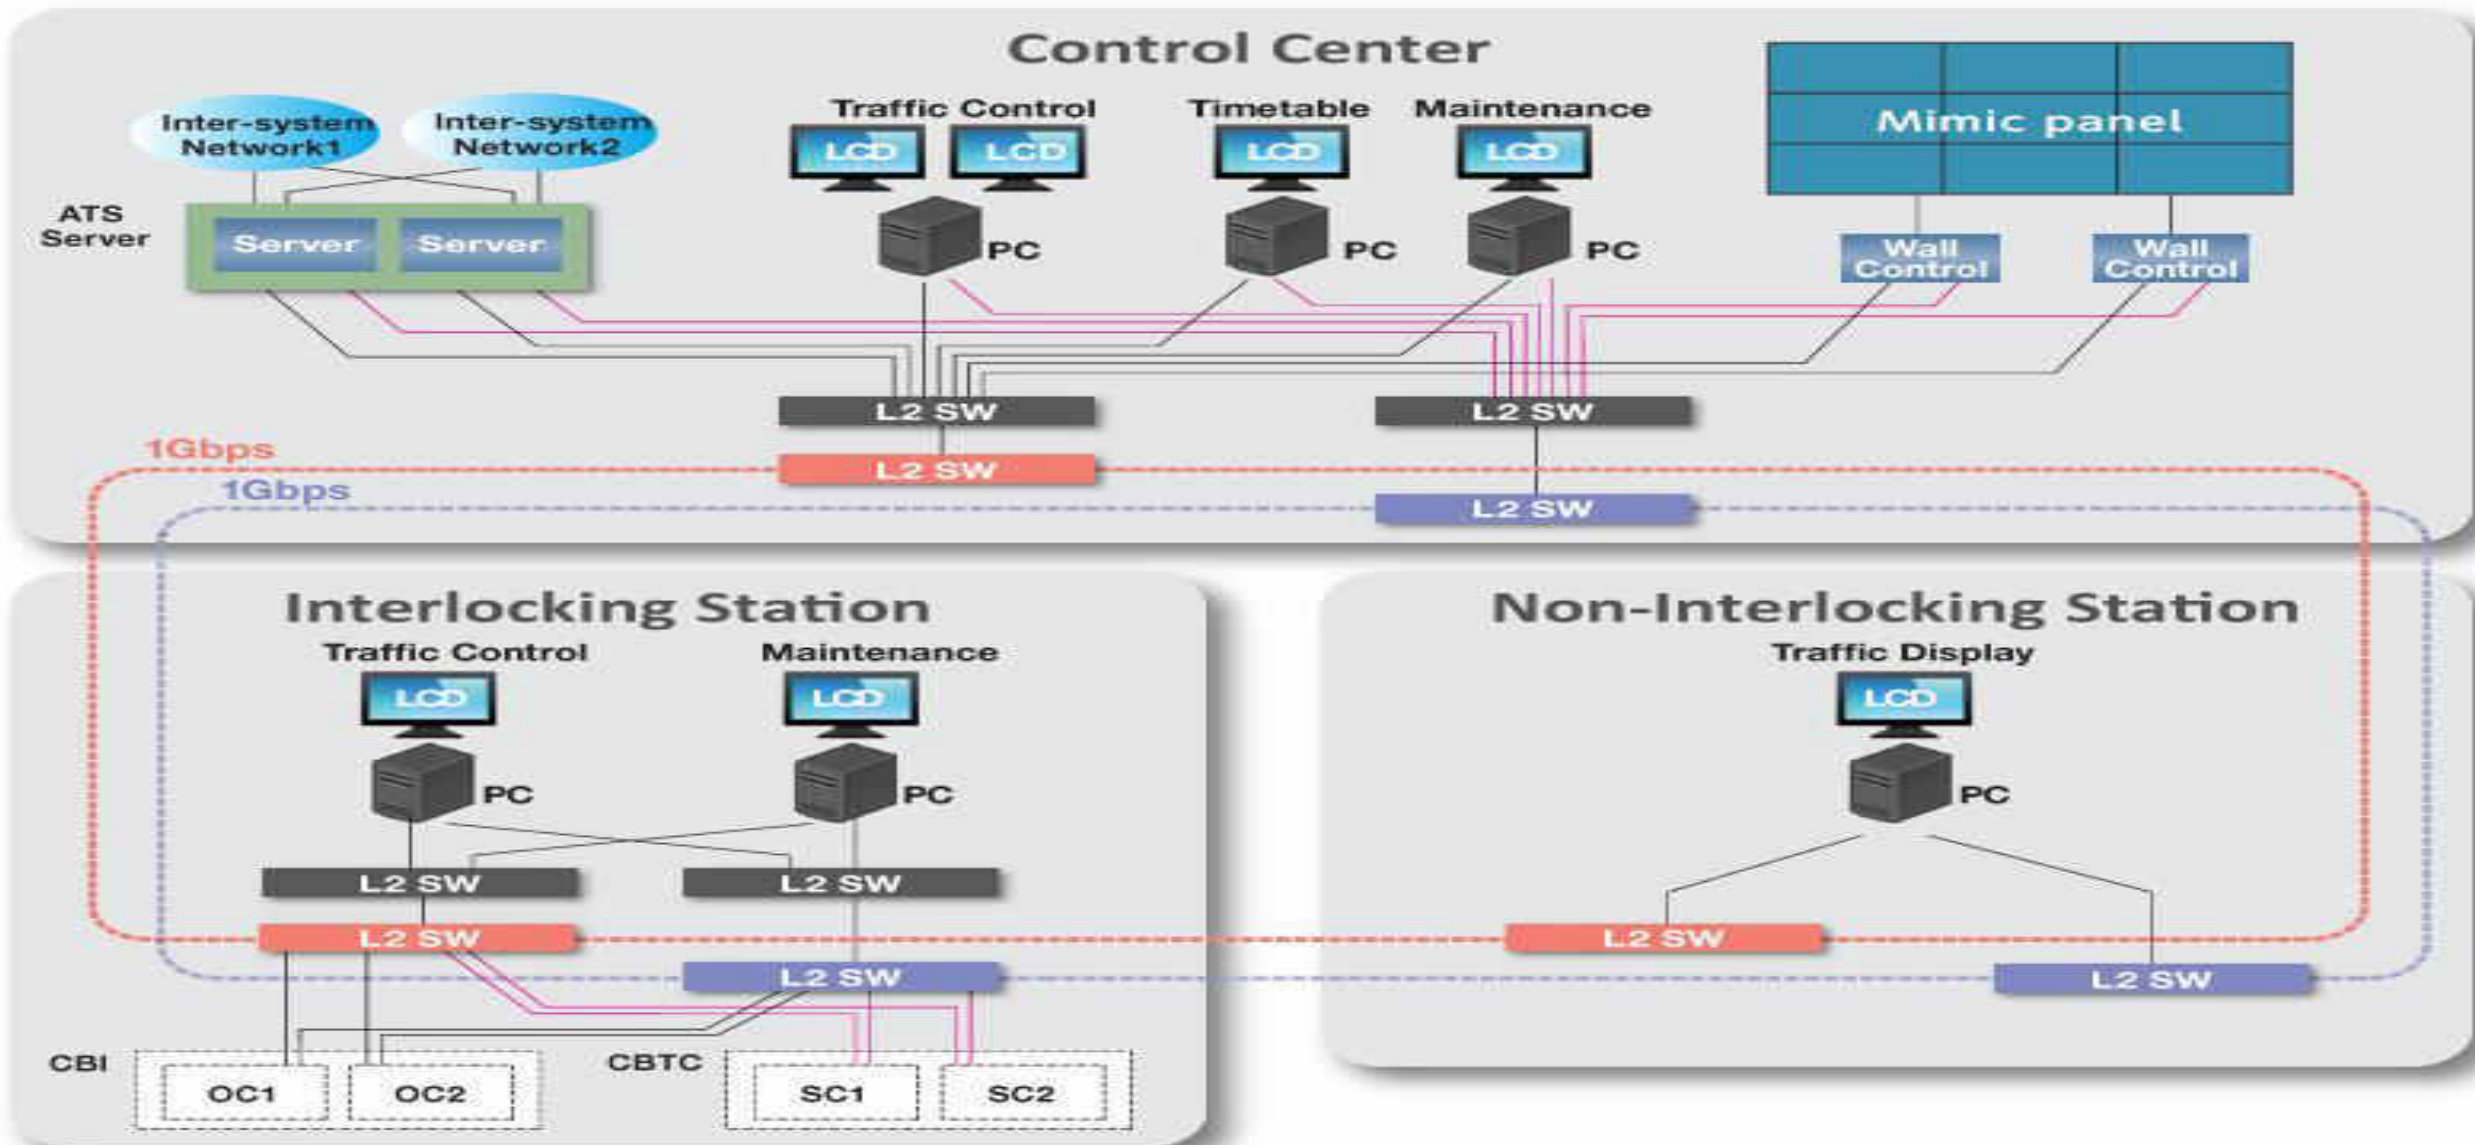 Control Center
Inter-system
Network1
Inter-system
Network2
Traffic Control
Timetable
Maintenance
LCD
LCD
LCD
LCD
Mimic panel
ATS
Server
Server
Server
PC
PC
PC
Wall
Control
Wall
Control
L2 SW
L2 SW
1Gbps
L2 SW
1Gbps
L2 SW
Interlocking Station
Traffic Control
Maintenance
LCD
LCD
PC
PC
L2 SW
L2 SW
L2 SW
L2 SW
CBI
OC1
OC2
CBTC
SC1
SC2
Non-Interlocking Station
Traffic Display
LCD
PC
L2 SW
L2 SW